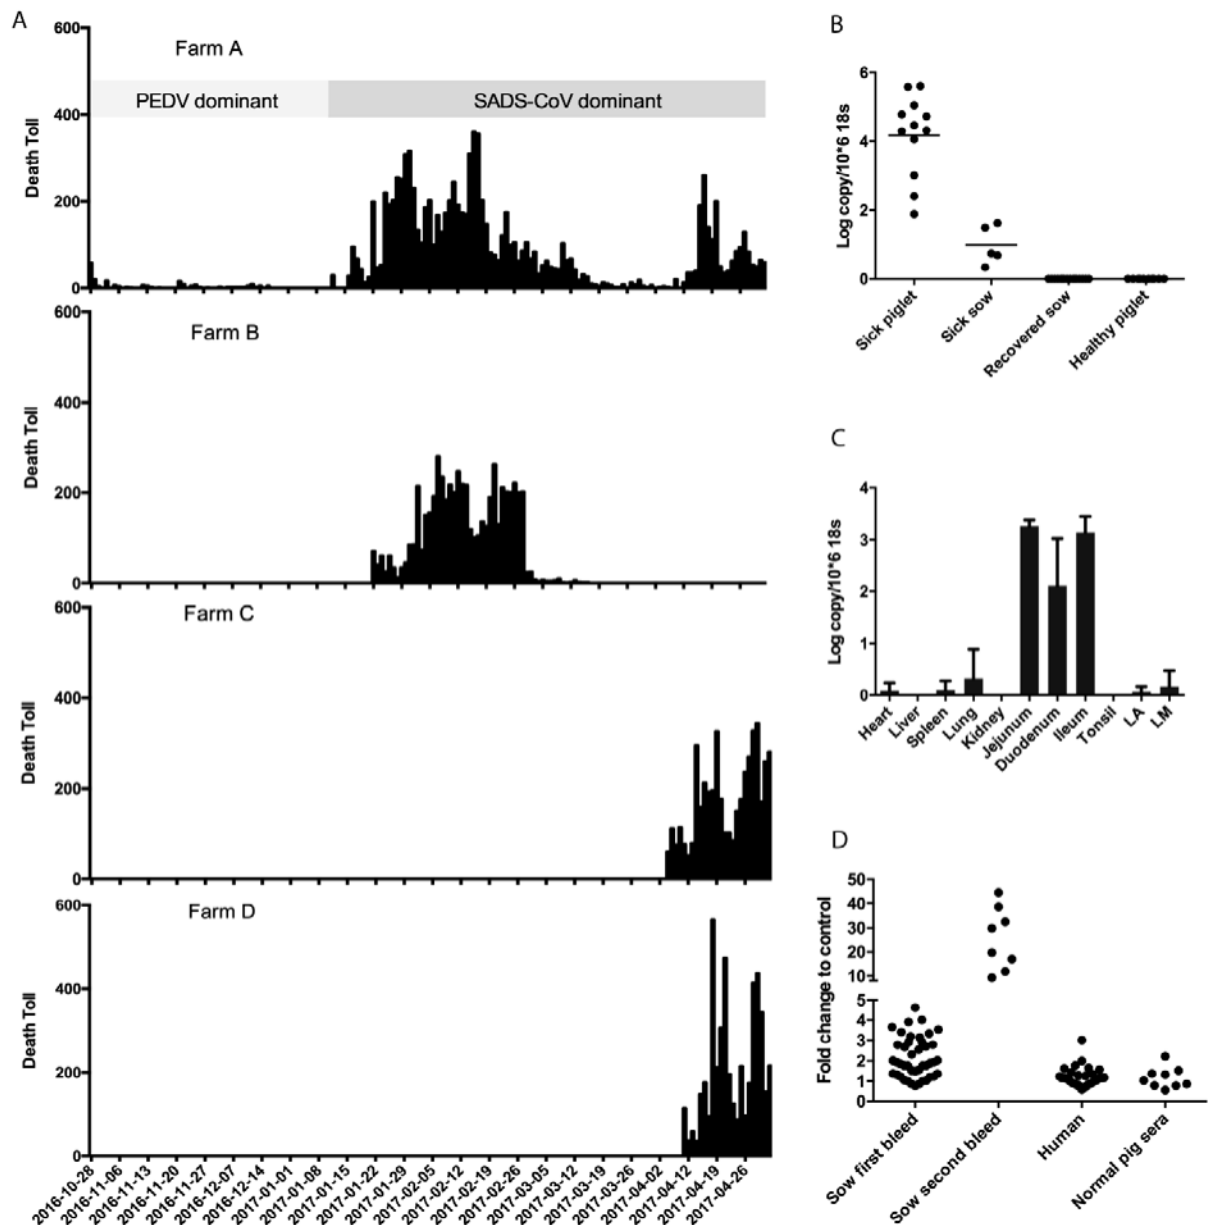 A
600
Farm A
PEDV dominant
SADS-CoV dominant
400
200
0
Death Toll
600
Farm B
400
200
0
Death Toll
600
Farm C
400
200
0
Death Toll
600
Farm D
400
200
0
Death Toll
2016-10-28
2016-11-06
2016-11-13
2016-11-20
2016-11-27
2016-12-07
2016-12-14
2017-01-01
2017-01-08
2017-01-15
2017-01-22
2017-01-29
2017-02-05
2017-02-12
2017-02-19
2017-02-26
2017-03-05
2017-03-12
2017-03-19
2017-03-26
2017-04-02
2017-04-12
2017-04-19
2017-04-26
B
6
4
2
0
Log copy/10*6 18s
Sick piglet
Sick sow
Recovered sow
Healthy piglet
C
4
3
2
1
0
Log copy/10*6 18s
Heart
Liver
Spleen
Lung
Kidney
Jejunum
Duodenum
Ileum
Tonsil
LA
LM
D
50
40
30
20
10
5
4
3
2
1
0
Fold change to control
Sow first bleed
Sow second bleed
Human
Normal pig sera